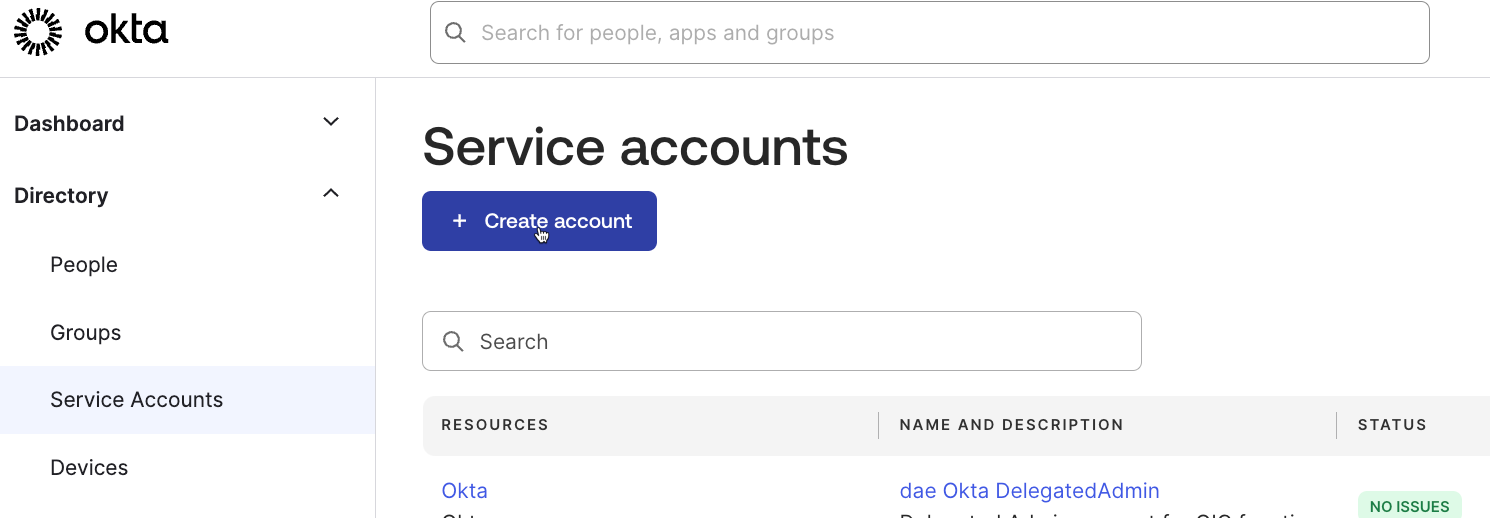 okta
Search for people, apps and groups
Dashboard
Directory
People
Groups
Service Accounts
Devices
Service accounts
+ Create account
Search
RESOURCES NAME AND DESCRIPTION STATUS
Okta dae Okta DelegatedAdmin NO ISSUES